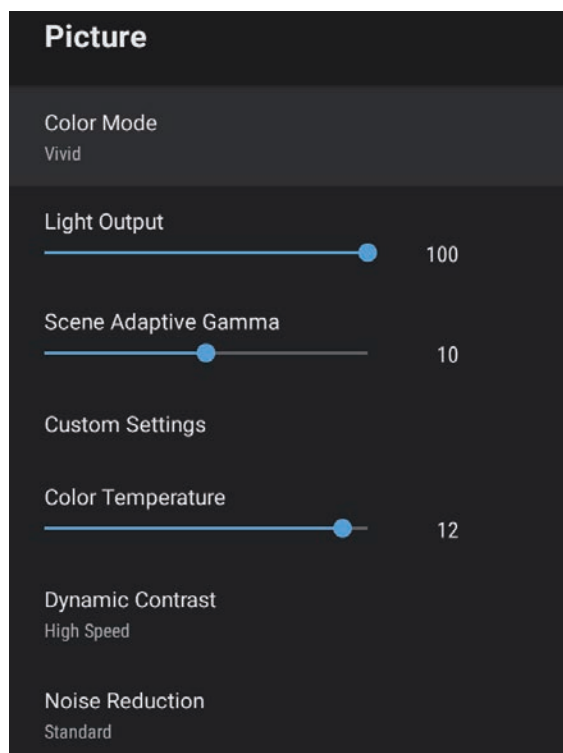 Picture
Color Mode
Vivid
Light Output
100
Scene Adaptive Gamma
10
Custom Settings
Color Temperature
12
Dynamic Contrast
High Speed
Noise Reduction
Standard